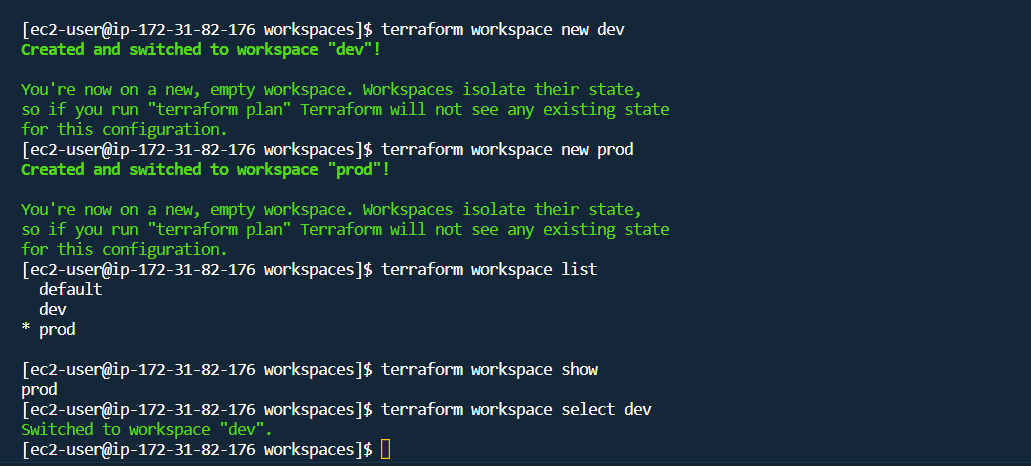 [ec2-user@ip-172-31-82-176 workspaces]$ terraform workspace new dev
Created and switched to workspace "dev"!
You're now on a new, empty workspace. Workspaces isolate their state,
so if you run "terraform plan" Terraform will not see any existing state
for this configuration.
[ec2-user@ip-172-31-82-176 workspaces]$ terraform workspace new prod
Created and switched to workspace "prod"!
You're now on a new, empty workspace. Workspaces isolate their state,
so if you run "terraform plan" Terraform will not see any existing state
for this configuration.
[ec2-user@ip-172-31-82-176 workspaces]$ terraform workspace list
  default
  dev
* prod
[ec2-user@ip-172-31-82-176 workspaces]$ terraform workspace show
prod
[ec2-user@ip-172-31-82-176 workspaces]$ terraform workspace select dev
Switched to workspace "dev".
[ec2-user@ip-172-31-82-176 workspaces]$